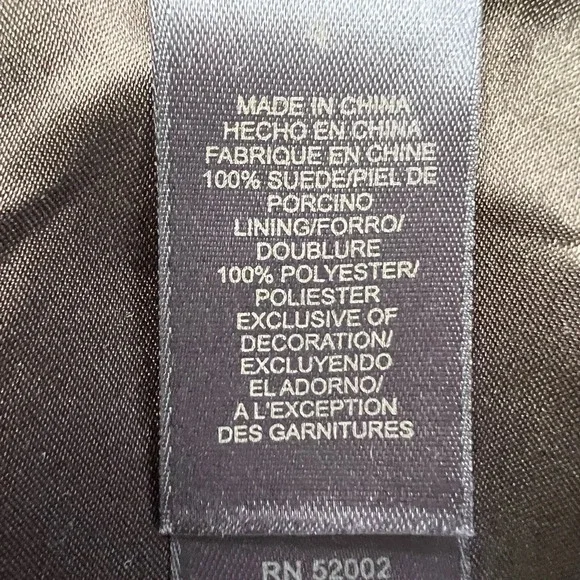 MADE IN CHINA
HECHO EN CHINA
FABRIQUE EN CHINE
100% SUEDE/PIEL DE
PORCINO
LINING/FORRO/
DOUBLURE
100% POLYESTER/
POLIESTER
EXCLUSIVE OF
DECORATION/
EXCLUYENDO
EL ADORNO/
A L'EXCEPTION
DES GARNITURES
RN 52002